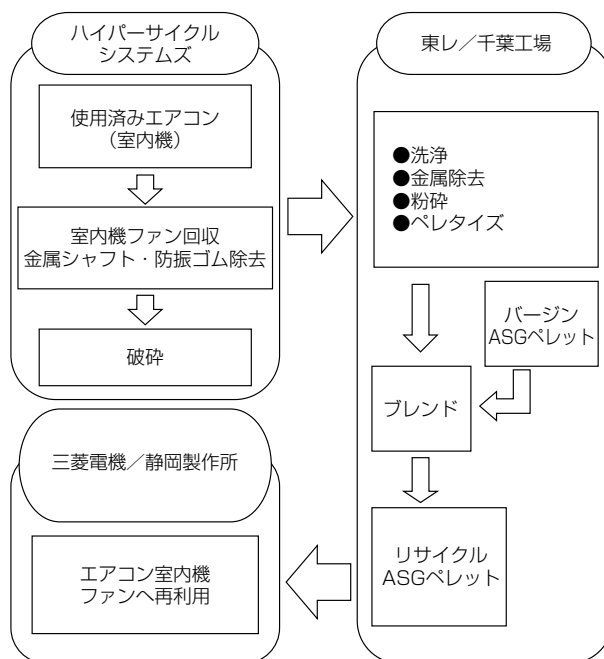 ハイパーサイクル
システムズ
使用済みエアコン
（室内機）
室内機ファン回収
金属シャフト・防振ゴム除去
破砕
東レ／千葉工場
●洗浄
●金属除去
●粉砕
●ペレタイズ
バージン
ASGペレット
ブレンド
リサイクル
ASGペレット
三菱電機／静岡製作所
エアコン室内機
ファンへ再利用